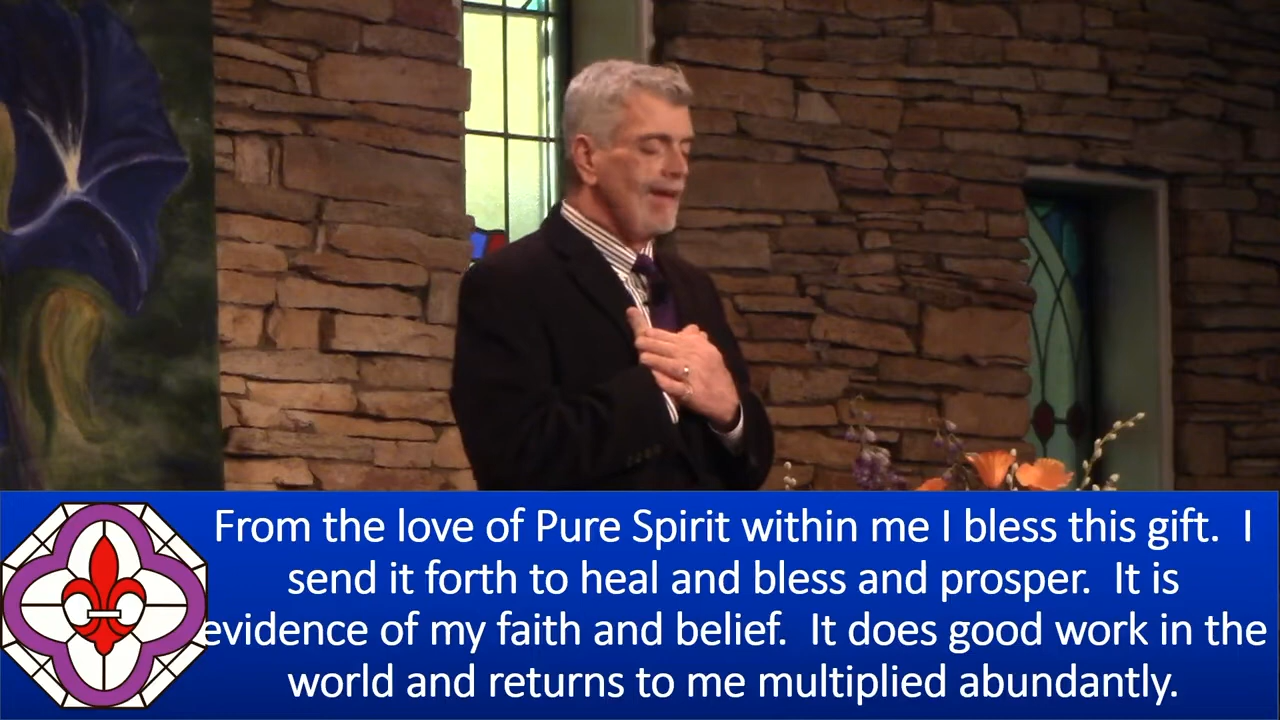 From the love of Pure Spirit within me I bless this gift.  I
send it forth to heal and bless and prosper.  It is
evidence of my faith and belief.  It does good work in the
world and returns to me multiplied abundantly.